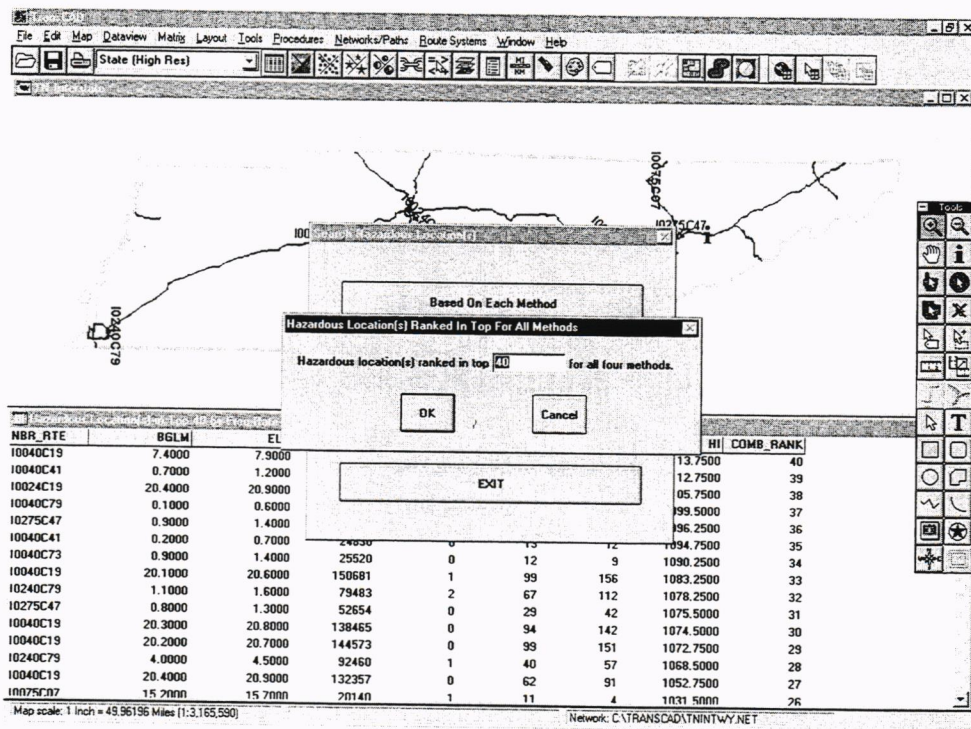 File Edit Map Dataview Matrix Layout Tools Procedures Networks/Paths Route Systems Window Help
State (High Res)
I0075C07
I0275C47
I0240C79
Tools
Based On Each Method
Hazardous Location(s) Ranked In Top For All Methods
Hazardous location(s) ranked in top 40 for all four methods.
OK Cancel
EXIT
NBR_RTE BGLM HI COMB_RANK
I0040C19 7.4000 7.9000 13.7500 40
I0040C41 0.7000 1.2000 12.7500 39
I0024C19 20.4000 20.9000 05.7500 38
I0040C79 0.1000 0.6000 37
I0275C47 0.9000 1.4000 36
I0040C41 0.2000 0.7000 24830 0 13 12 1094.7500 35
I0040C73 0.9000 1.4000 25520 0 12 9 1090.2500 34
I0040C19 20.1000 20.6000 150681 1 99 156 1083.2500 33
I0240C79 1.1000 1.6000 79483 2 67 112 1078.2500 32
I0275C47 0.8000 1.3000 52654 0 29 42 1075.5000 31
I0040C19 20.3000 20.8000 138465 0 94 142 1074.5000 30
I0040C19 20.2000 20.7000 144573 0 99 151 1072.7500 29
I0240C79 4.0000 4.5000 92460 1 40 57 1068.5000 28
I0040C19 20.4000 20.9000 132357 0 62 91 1052.7500 27
I0075C07 15.2000 15.7000 20140 1 11 4 1031.5000 26
Map scale: 1 Inch = 49.96196 Miles (1:3,165,590) Network: C:\TRANSCAD\TNINTWY.NET